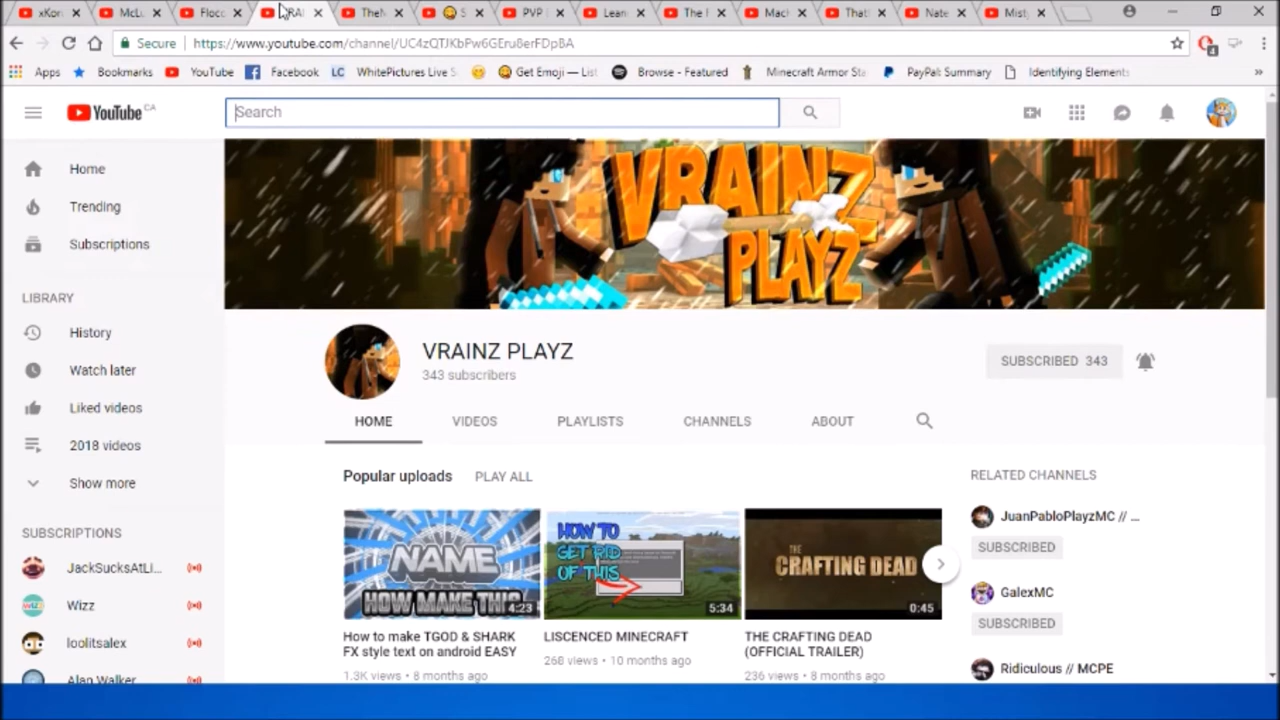 xKor
McLu
Floco
RAI
TheN
S
PVP
Lean
The I
Mach
That
Nate
Mist
Secure
https://www.youtube.com/channel/UC4zQTJKbPw6GEru8erFDpBA
4
Apps
Bookmarks
YouTube
Facebook
LC WhitePictures Live S
Get Emoji — List
Browse - Featured
Minecraft Armor Sta
PayPal: Summary
Identifying Elements
»
YouTube CA
Search
Home
Trending
Subscriptions
LIBRARY
History
Watch later
Liked videos
2018 videos
Show more
SUBSCRIPTIONS
JackSucksAtLi...
WIZZ
Wizz
loolitsalex
Alan Walker
VRAINZ
PLAYZ
VRAINZ PLAYZ
343 subscribers
SUBSCRIBED 343
HOME
VIDEOS
PLAYLISTS
CHANNELS
ABOUT
Popular uploads
PLAY ALL
NAME
HOW MAKE THIS
4:23
How to make TGOD & SHARK
FX style text on android EASY
1.3K views • 8 months ago
HOW TO
GET RID
OF THIS
5:34
LISCENCED MINECRAFT
268 views • 10 months ago
THE
CRAFTING DEAD
0:45
THE CRAFTING DEAD
(OFFICIAL TRAILER)
236 views • 8 months ago
RELATED CHANNELS
JuanPabloPlayzMC // ...
SUBSCRIBED
GalexMC
SUBSCRIBED
Ridiculous // MCPE